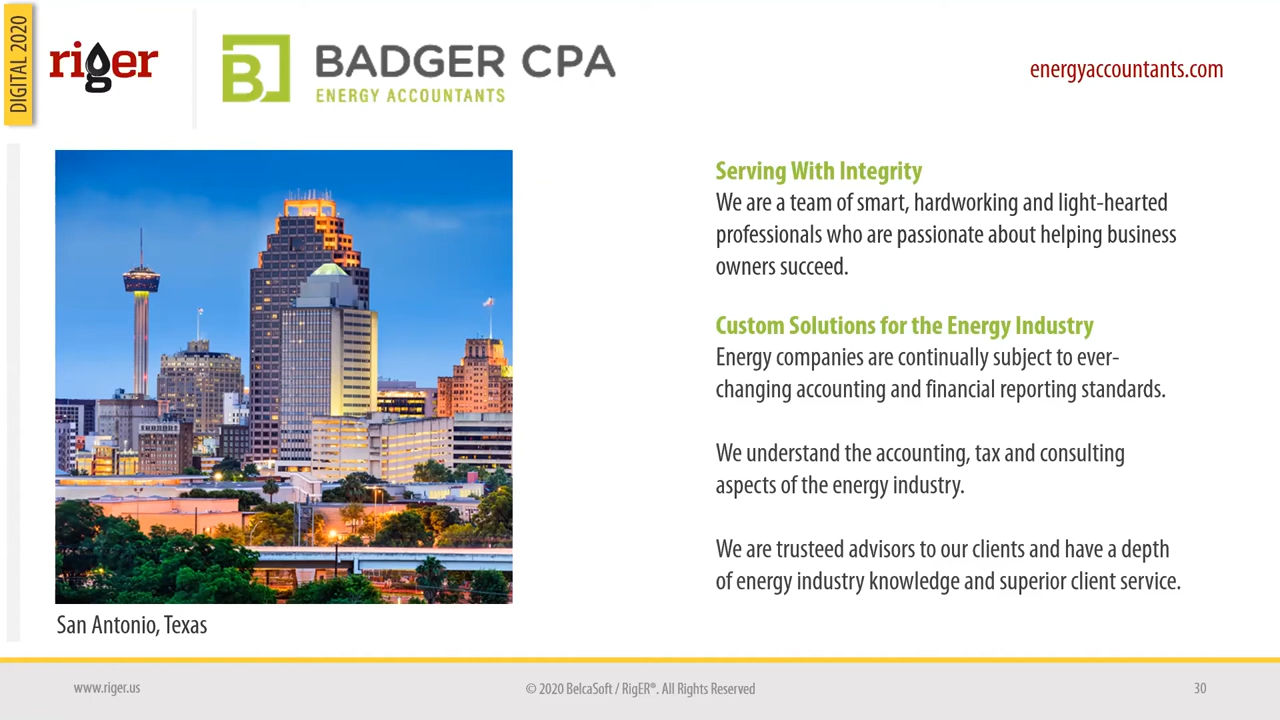 DIGITAL 2020
riger
BADGER CPA
ENERGY ACCOUNTANTS
energyaccountants.com
Serving With Integrity
We are a team of smart, hardworking and light-hearted
professionals who are passionate about helping business
owners succeed.
Custom Solutions for the Energy Industry
Energy companies are continually subject to ever-
changing accounting and financial reporting standards.
We understand the accounting, tax and consulting
aspects of the energy industry.
We are trusteed advisors to our clients and have a depth
of energy industry knowledge and superior client service.
San Antonio, Texas
www.riger.us
© 2020 BelcaSoft / RigER®. All Rights Reserved
30